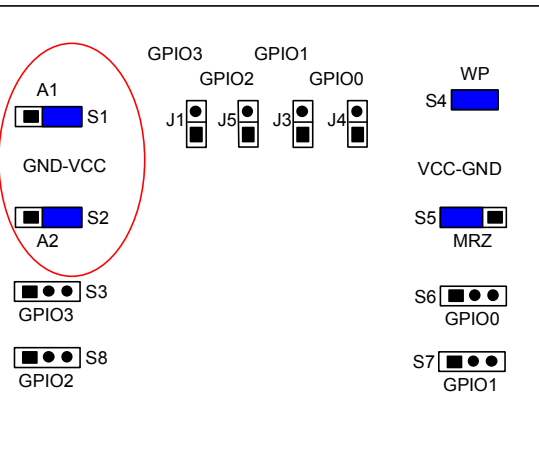 GPIO3 GPIO1
GPIO2 GPIO0
A1
S1
J1 J5 J3 J4
WP
S4
GND-VCC
VCC-GND
S2
A2
S5
MRZ
S3
GPIO3
S6
GPIO0
S8
GPIO2
S7
GPIO1